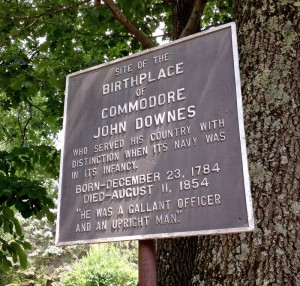 SITE OF THE
BIRTHPLACE
OF
COMMODORE
JOHN DOWNES
WHO SERVED HIS COUNTRY WITH
DISTINCTION WHEN ITS NAVY WAS
IN ITS INFANCY.
BORN-DECEMBER 23, 1784
DIED-AUGUST 11, 1854
"HE WAS A GALLANT OFFICER
AND AN UPRIGHT MAN."